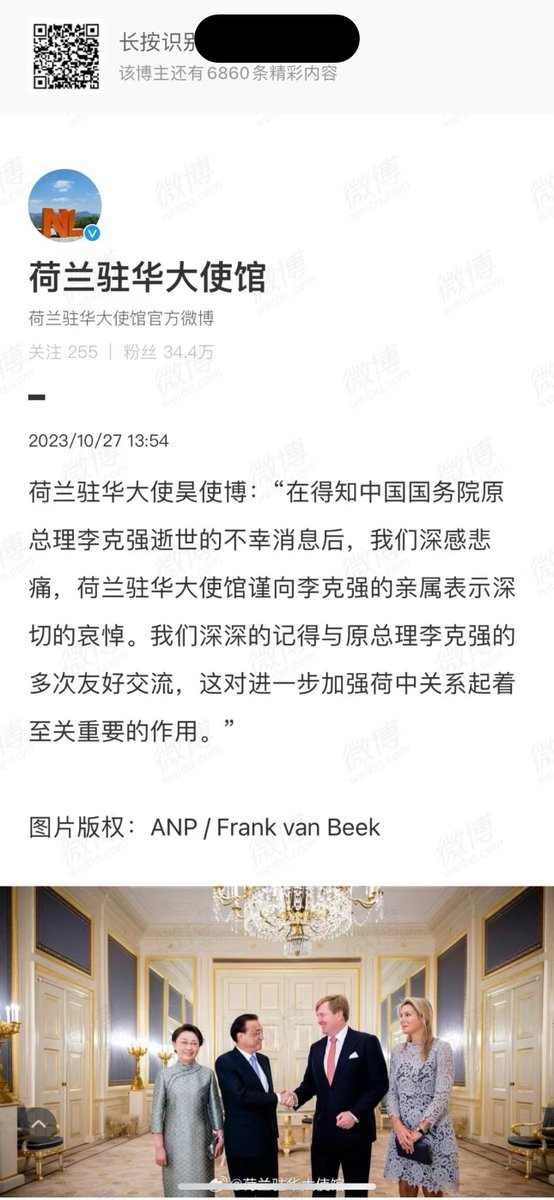 长按识别
该博主还有6860条精彩内容
NL
荷兰驻华大使馆
荷兰驻华大使馆官方微博
关注 255 | 粉丝 34.4万
2023/10/27 13:54
荷兰驻华大使昊使博：“在得知中国国务院原
总理李克强逝世的不幸消息后，我们深感悲
痛，荷兰驻华大使馆谨向李克强的亲属表示深
切的哀悼。我们深深的记得与原总理李克强的
多次友好交流，这对进一步加强荷中关系起着
至关重要的作用。”
图片版权：ANP / Frank van Beek
@荷兰驻华大使馆
微博
weibo.com